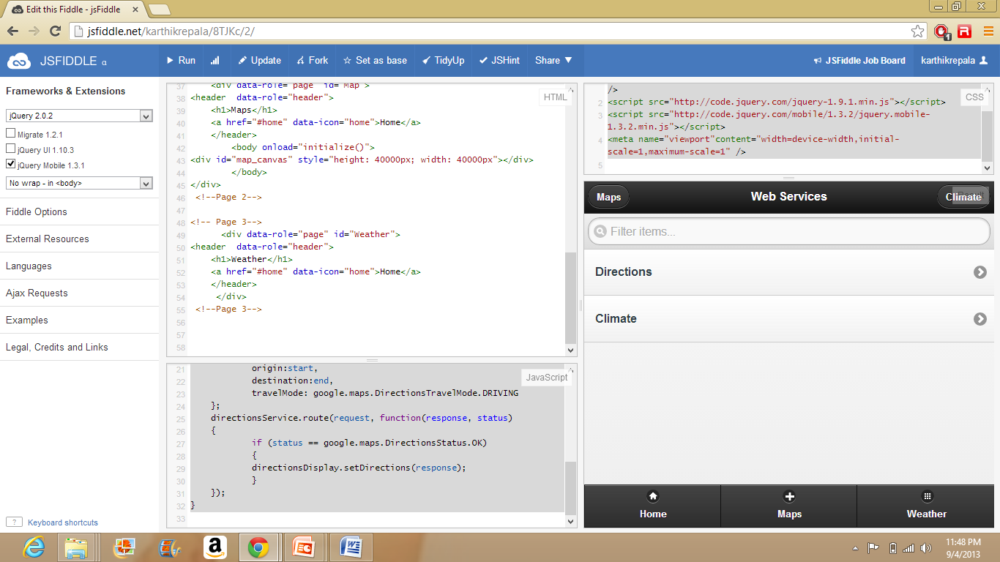 Edit this Fiddle - jsFiddle
jsfiddle.net/karthikrepala/8TJKc/2/
1
JSFIDDLE α
Run
Update
Fork
Set as base
TidyUp
JSHint
Share
JSFiddle Job Board
karthikrepala
Frameworks & Extensions
jQuery 2.0.2
Migrate 1.2.1
jQuery UI 1.10.3
jQuery Mobile 1.3.1
No wrap - in <body>
Fiddle Options
External Resources
Languages
Ajax Requests
Examples
Legal, Credits and Links
? Keyboard shortcuts
HTML
37 <div data-role="page" id="Map">
38 <header  data-role="header">
39 <h1>Maps</h1>
40 <a href="#home" data-icon="home">Home</a>
41 </header>
42 <body onload="initialize()">
43 <div id="map_canvas" style="height: 40000px; width: 40000px"></div>
44 </body>
45 </div>
46 <!--Page 2-->
47
48 <!-- Page 3-->
49 <div data-role="page" id="Weather">
50 <header  data-role="header">
51 <h1>Weather</h1>
52 <a href="#home" data-icon="home">Home</a>
53 </header>
54 </div>
55 <!--Page 3-->
56
57
58
JavaScript
21 origin:start,
22 destination:end,
23 travelMode: google.maps.DirectionsTravelMode.DRIVING
24 };
25 directionsService.route(request, function(response, status)
26 {
27 if (status == google.maps.DirectionsStatus.OK)
28 {
29 directionsDisplay.setDirections(response);
30 }
31 });
32 }
33
CSS
/>
2 <script src="http://code.jquery.com/jquery-1.9.1.min.js"></script>
3 <script src="http://code.jquery.com/mobile/1.3.2/jquery.mobile-
1.3.2.min.js"></script>
4 <meta name="viewport"content="width=device-width,initial-
scale=1,maximum-scale=1" />
5
Maps
Web Services
Climate
Result
Filter items...
Directions
Climate
Home
Maps
Weather
11:48 PM
9/4/2013